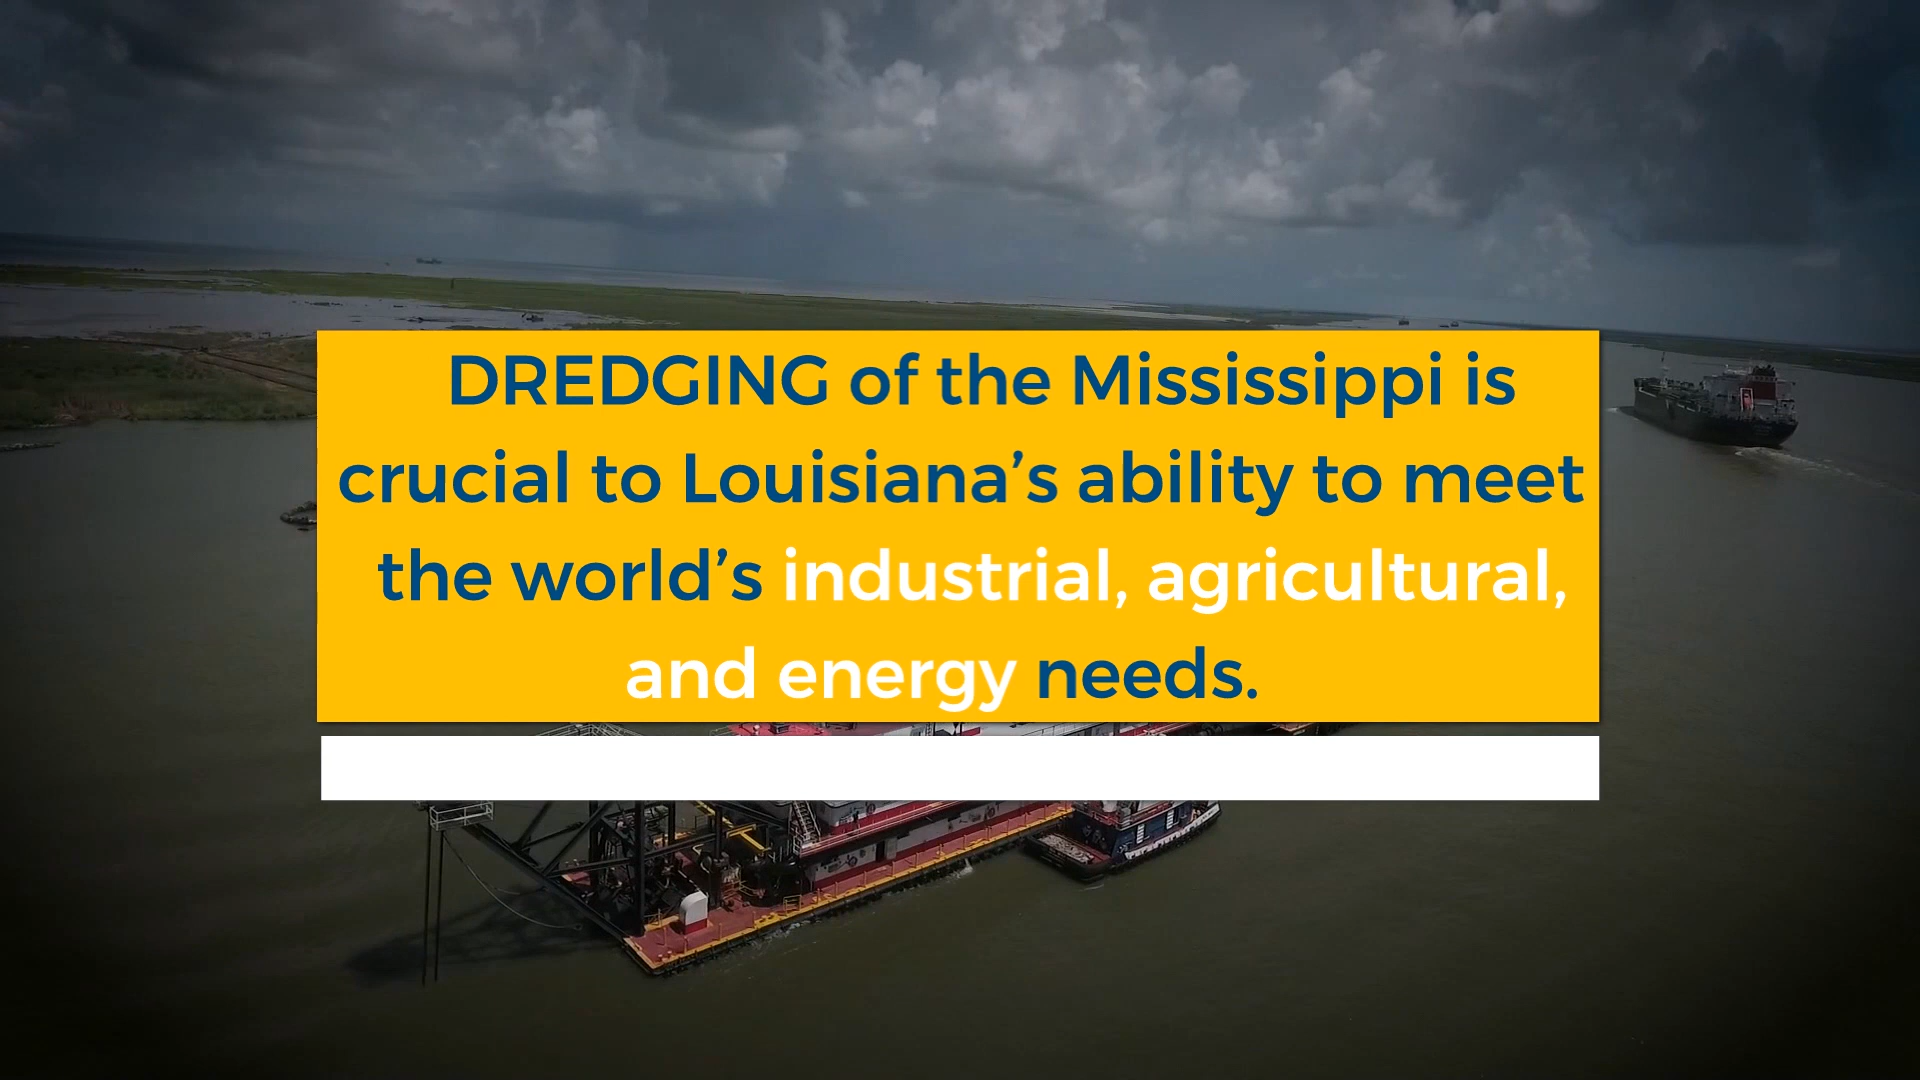 DREDGING of the Mississippi is
crucial to Louisiana’s ability to meet
the world’s industrial, agricultural,
and energy needs.